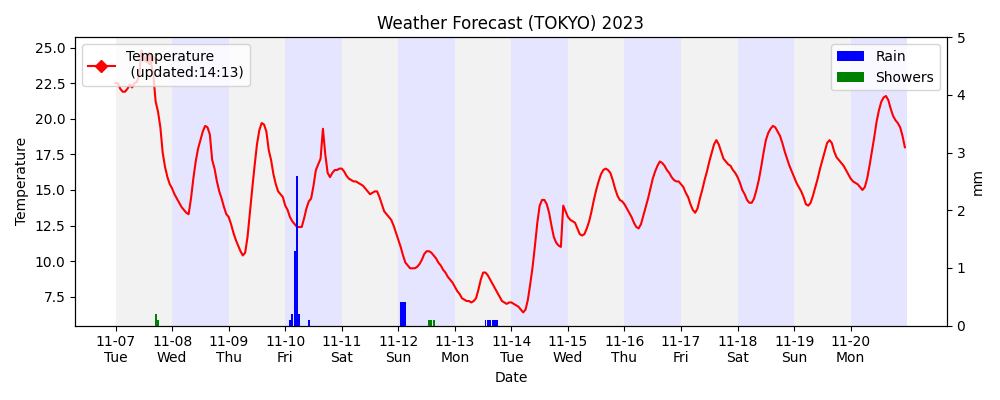 Weather Forecast (TOKYO) 2023
Temperature
(updated:14:13)
Rain
Showers
25.0
22.5
20.0
17.5
15.0
12.5
10.0
7.5
Temperature
5
4
3
2
1
0
mm
11-07 11-08 11-09 11-10 11-11 11-12 11-13 11-14 11-15 11-16 11-17 11-18 11-19 11-20
Tue Wed Thu Fri Sat Sun Mon Tue Wed Thu Fri Sat Sun Mon
Date